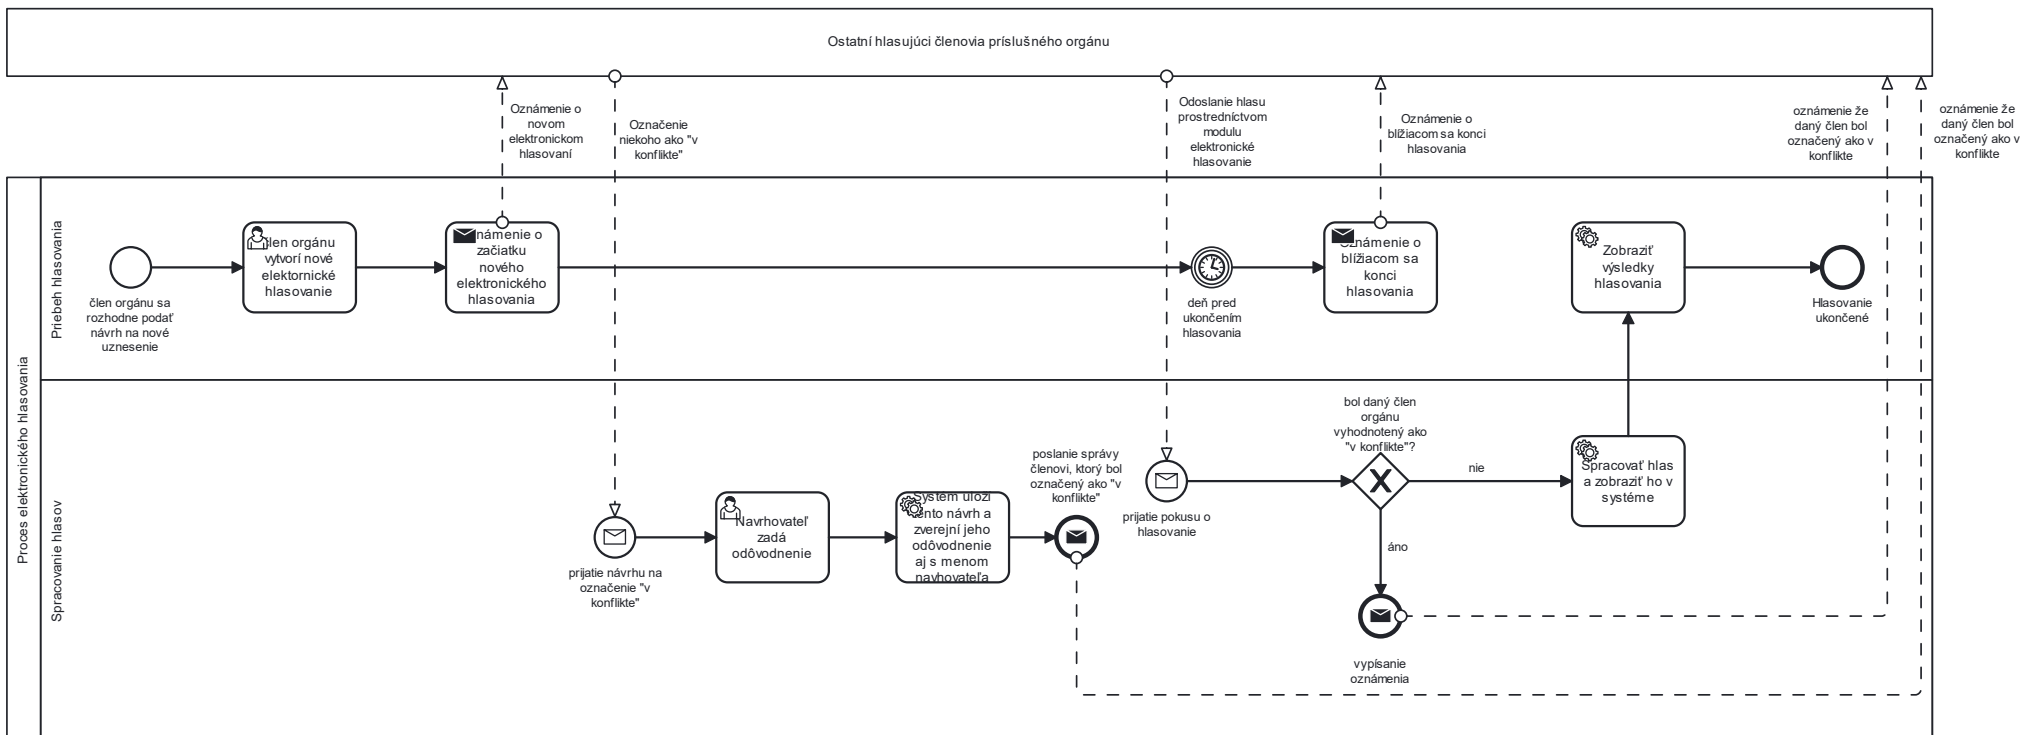 Ostatní hlasujúci členovia príslušného orgánu
Oznámenie o
novom
elektronickom
hlasovaní
Označenie
niekoho ako "v
konflikte"
Odoslanie hlasu
prostredníctvom
modulu
elektronické
hlasovanie
Oznámenie o
blížiacom sa konci
hlasovania
oznámenie že
daný člen bol
označený ako v
konflikte
oznámenie že
daný člen bol
označený ako v
konflikte
Proces elektronického hlasovania
Priebeh hlasovania
člen orgánu sa
rozhodne podať
návrh na nové
uznesenie
člen orgánu
vytvorí nové
elektornické
hlasovanie
Oznámenie o
začiatku
nového
elektronického
hlasovania
deň pred
ukončením
hlasovania
Oznámenie o
blížiacom sa
konci
hlasovania
Zobraziť
výsledky
hlasovania
Hlasovanie
ukončené
Spracovanie hlasov
prijatie návrhu na
označenie "v
konflikte"
Navrhovateľ
zadá
odôvodnenie
Systém uloží
tento návrh a
zverejní jeho
odôvodnenie
aj s menom
navhovateľa
poslanie správy
členovi, ktorý bol
označený ako "v
konflikte"
prijatie pokusu o
hlasovanie
bol daný člen
orgánu
vyhodnotený ako
"v konflikte"?
nie
áno
Spracovať hlas
a zobraziť ho v
systéme
vypísanie
oznámenia